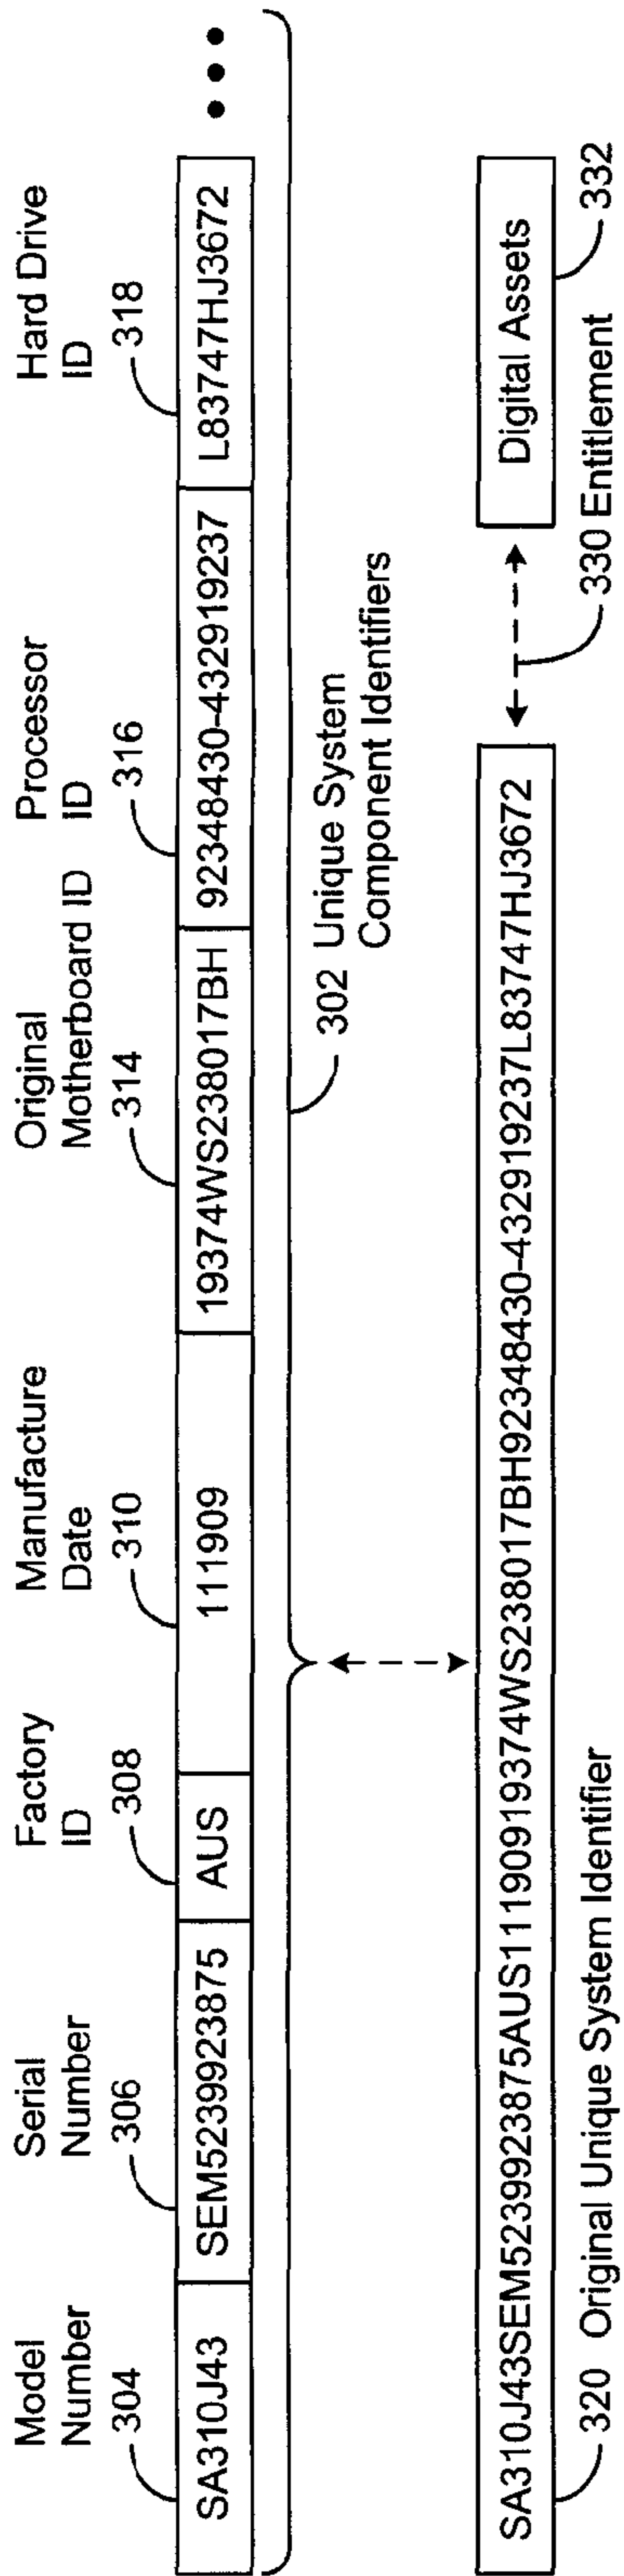 Model Number
304
Serial Number
306
Factory ID
308
Manufacture Date
310
Original Motherboard ID
314
Processor ID
316
Hard Drive ID
318
SA310J43
SEM5239923875
AUS
111909
19374WS238017BH
92348430-432919237
L83747HJ3672
302 Unique System
Component Identifiers
SA310J43SEM5239923875AUS11190919374WS238017BH92348430-432919237L83747HJ3672
Digital Assets
320 Original Unique System Identifier
330 Entitlement
332